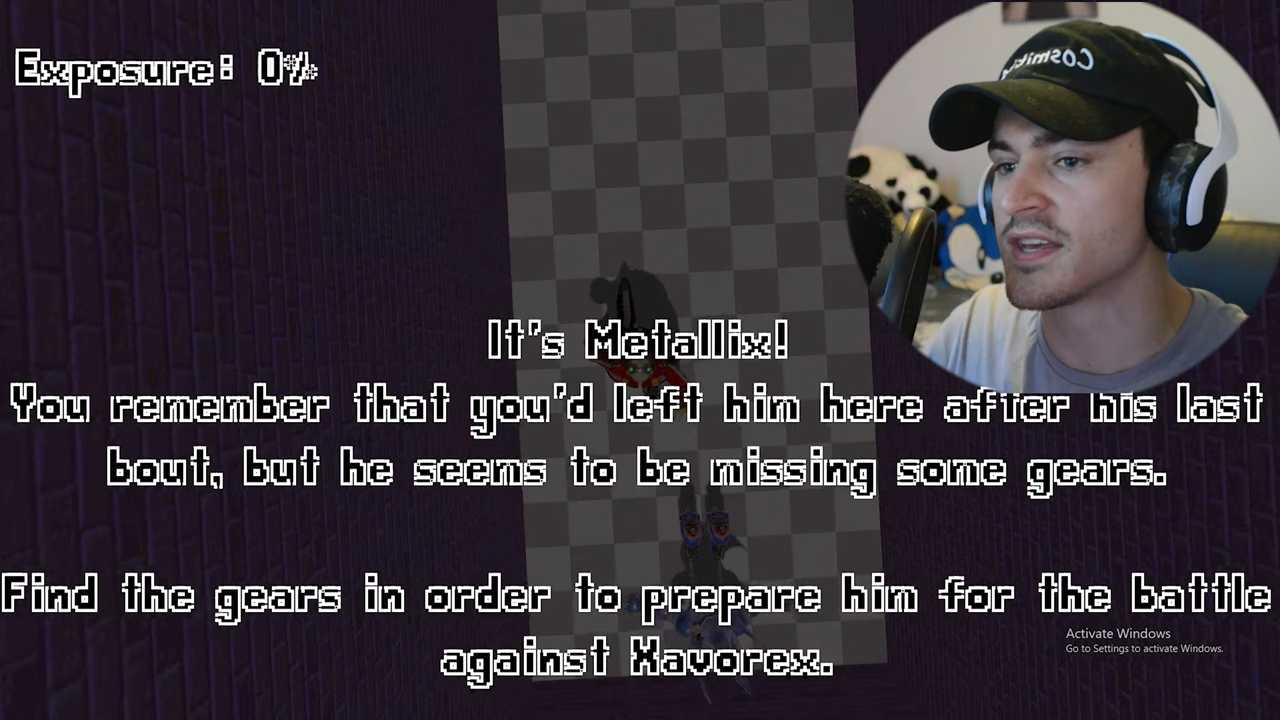 Exposure: 0%
Cosmic
It's Metallix!
You remember that you'd left him here after his last
bout, but he seems to be missing some gears.
Find the gears in order to prepare him for the battle
against Xavorex.
Activate Windows
Go to Settings to activate Windows.